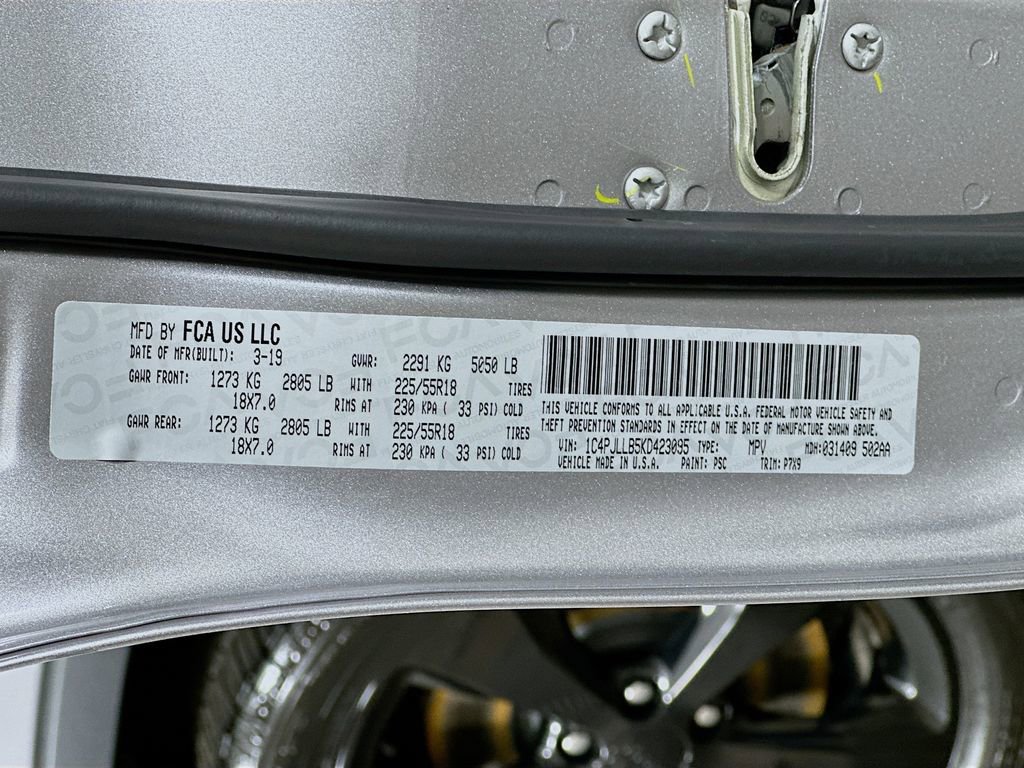 MFD BY FCA US LLC
DATE OF MFR(BUILT): 3-19 GVWR: 2291 KG 5050 LB
GAWR FRONT: 1273 KG 2805 LB WITH 225/55R18 TIRES
18X7.0 RIMS AT 230 KPA ( 33 PSI) COLD
GAWR REAR: 1273 KG 2805 LB WITH 225/55R18 TIRES
18X7.0 RIMS AT 230 KPA ( 33 PSI) COLD
THIS VEHICLE CONFORMS TO ALL APPLICABLE U.S.A. FEDERAL MOTOR VEHICLE SAFETY AND
THEFT PREVENTION STANDARDS IN EFFECT ON THE DATE OF MANUFACTURE SHOWN ABOVE.
VIN: 1C4PJLLB5KD423095 TYPE: MPV MDH:031409 502AA
VEHICLE MADE IN U.S.A. PAINT: PSC TRIM: P7X9